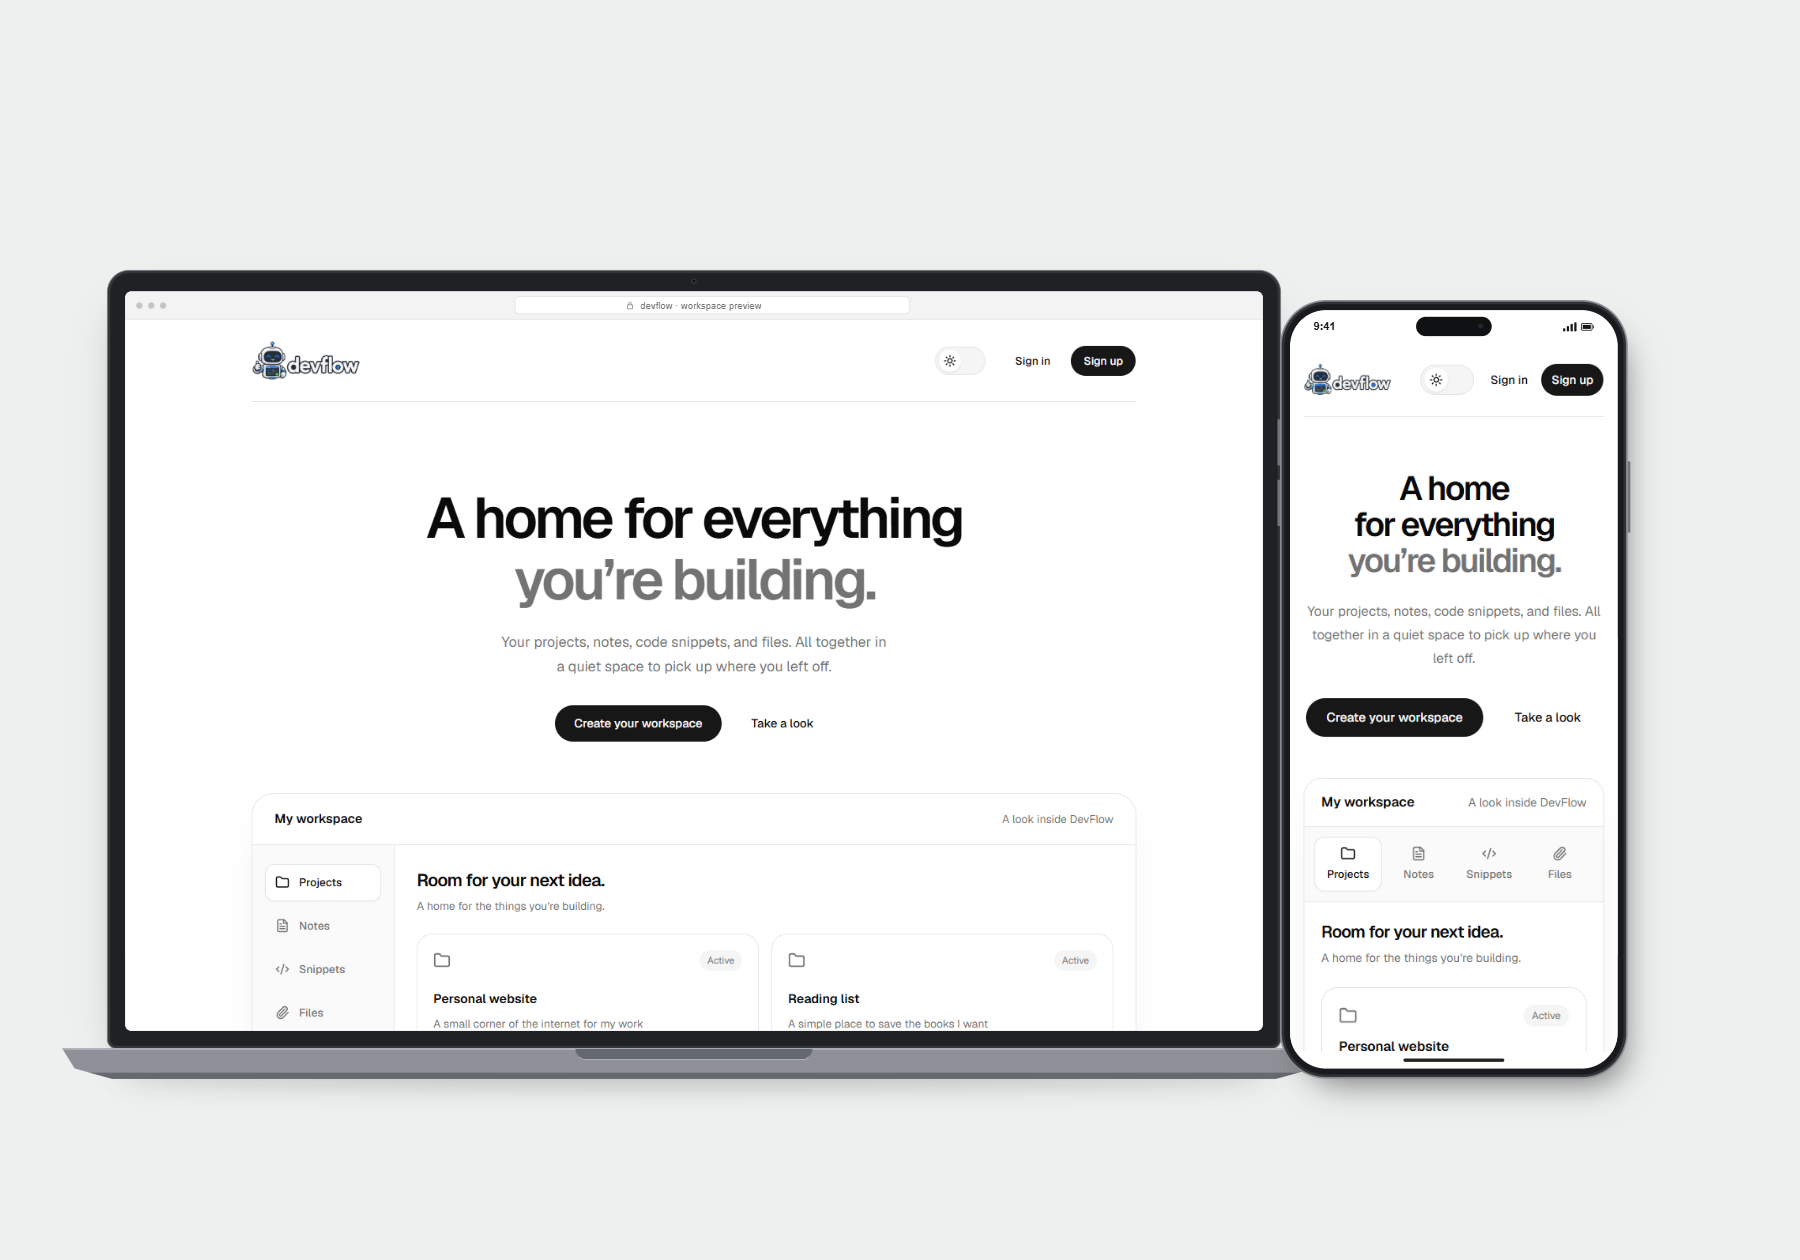 devflow · workspace preview
devflow
Sign in
Sign up
A home for everything
you're building.
Your projects, notes, code snippets, and files. All together in
a quiet space to pick up where you left off.
Create your workspace
Take a look
My workspace
A look inside DevFlow
Projects
Notes
Snippets
Files
Room for your next idea.
A home for the things you're building.
Active
Personal website
A small corner of the internet for my work
Active
Reading list
A simple place to save the books I want
9:41
devflow
Sign in
Sign up
A home
for everything
you're building.
Your projects, notes, code snippets, and files. All
together in a quiet space to pick up where you
left off.
Create your workspace
Take a look
My workspace
A look inside DevFlow
Projects
Notes
Snippets
Files
Room for your next idea.
A home for the things you're building.
Active
Personal website